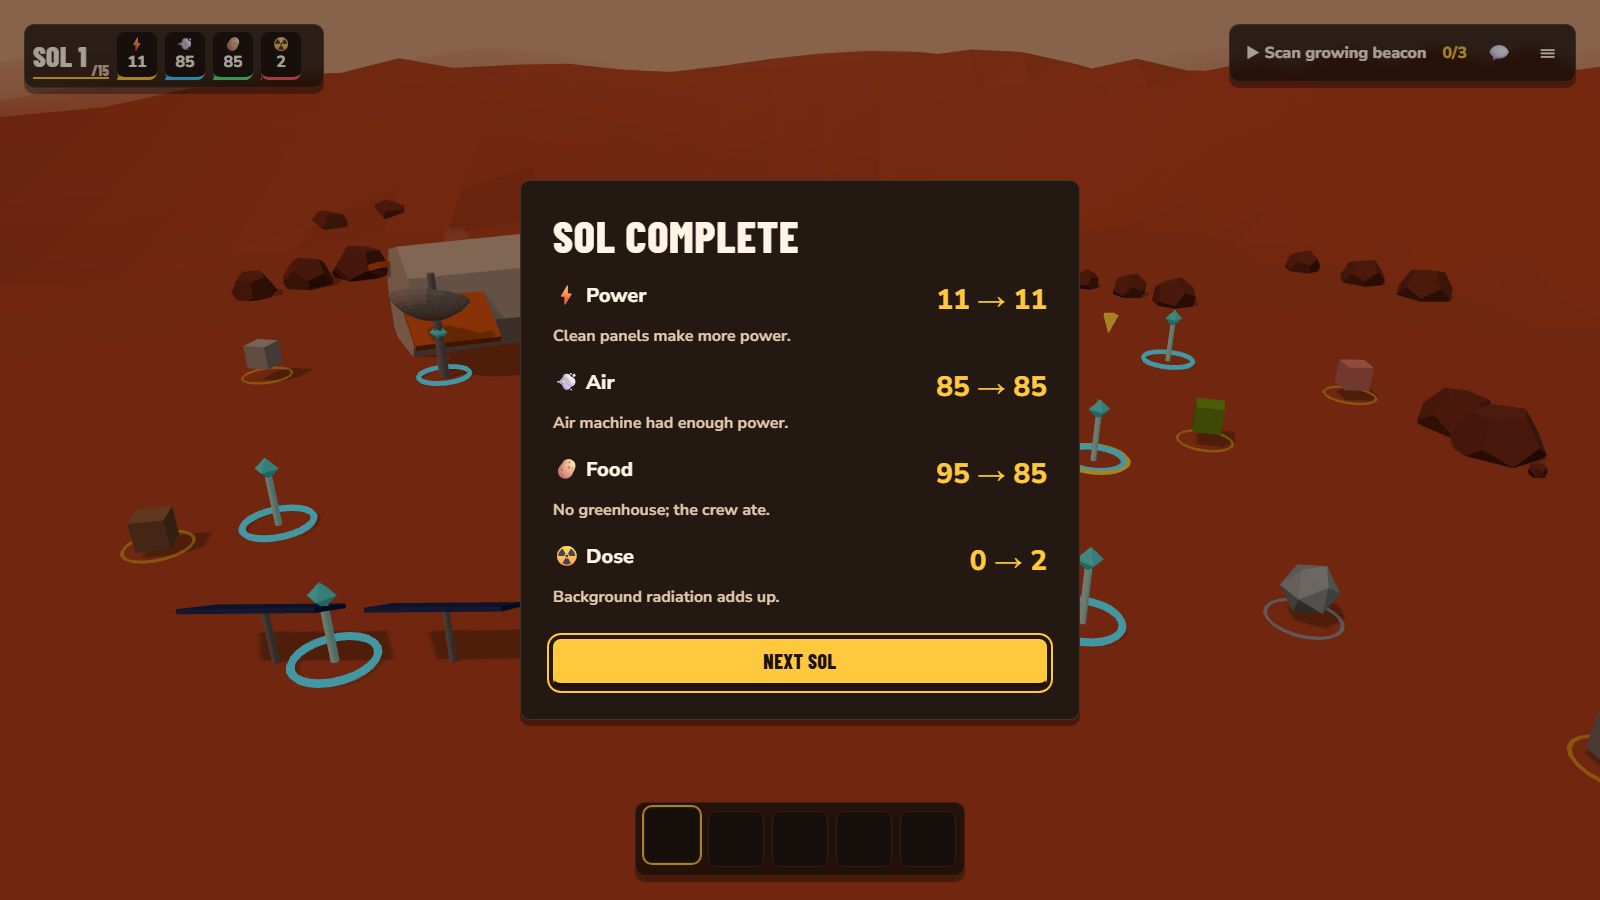 SOL 1 /15
11 85 85 2
Scan growing beacon 0/3
SOL COMPLETE
Power 11 → 11
Clean panels make more power.
Air 85 → 85
Air machine had enough power.
Food 95 → 85
No greenhouse; the crew ate.
Dose 0 → 2
Background radiation adds up.
NEXT SOL